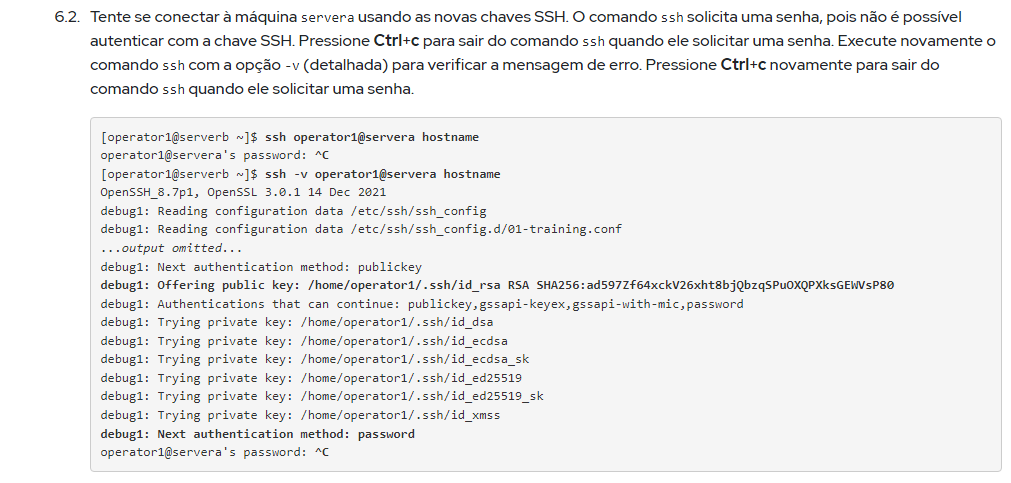 6.2. Tente se conectar à máquina servera usando as novas chaves SSH. O comando ssh solicita uma senha, pois não é possível
autenticar com a chave SSH. Pressione Ctrl+c para sair do comando ssh quando ele solicitar uma senha. Execute novamente o
comando ssh com a opção -v (detalhada) para verificar a mensagem de erro. Pressione Ctrl+c novamente para sair do
comando ssh quando ele solicitar uma senha.
[operator1@serverb ~]$ ssh operator1@servera hostname
operator1@servera's password: ^C
[operator1@serverb ~]$ ssh -v operator1@servera hostname
OpenSSH_8.7p1, OpenSSL 3.0.1 14 Dec 2021
debug1: Reading configuration data /etc/ssh/ssh_config
debug1: Reading configuration data /etc/ssh/ssh_config.d/01-training.conf
...output omitted...
debug1: Next authentication method: publickey
debug1: Offering public key: /home/operator1/.ssh/id_rsa RSA SHA256:ad597Zf64xckV26xht8bjQbzqSPuOXQPXksGEWVsP80
debug1: Authentications that can continue: publickey,gssapi-keyex,gssapi-with-mic,password
debug1: Trying private key: /home/operator1/.ssh/id_dsa
debug1: Trying private key: /home/operator1/.ssh/id_ecdsa
debug1: Trying private key: /home/operator1/.ssh/id_ecdsa_sk
debug1: Trying private key: /home/operator1/.ssh/id_ed25519
debug1: Trying private key: /home/operator1/.ssh/id_ed25519_sk
debug1: Trying private key: /home/operator1/.ssh/id_xmss
debug1: Next authentication method: password
operator1@servera's password: ^C